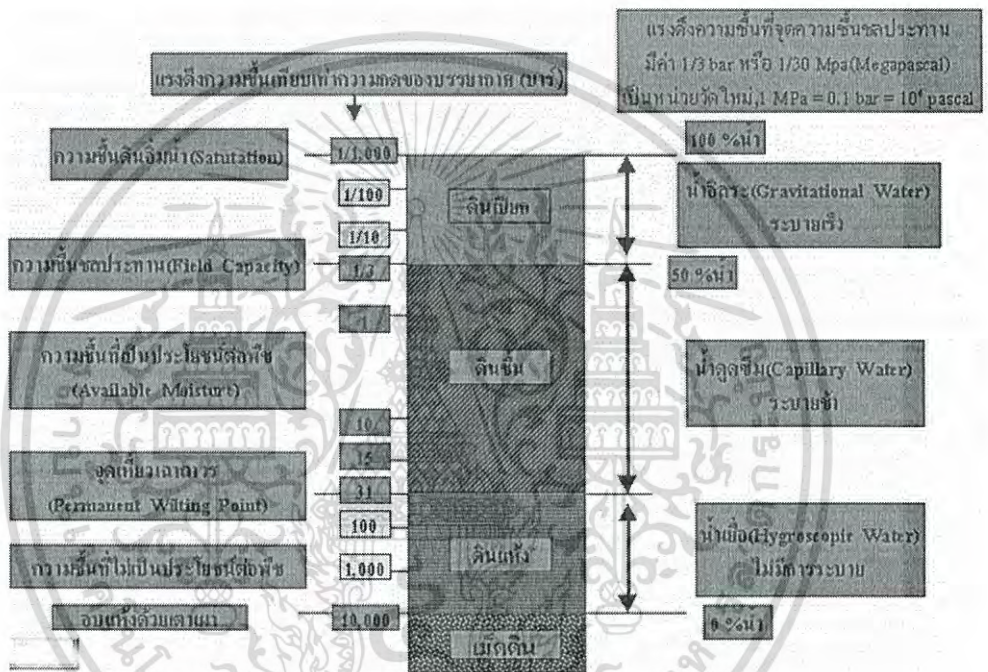 แรงดึงความชื้นที่จุดความชื้นชลประทาน
มีค่า 1/3 bar หรือ 1/30 Mpa(Megapascal)
เป็นหน่วยวัดใหม่,1 MPa = 0.1 bar = 10⁶ pascal
แรงดึงความชื้นเทียบเท่าความกดของบรรยากาศ (บาร์)
ความชื้นดินอิ่มน้ำ(Satutation)
1/1,000
100 %น้ำ
1/100
ดินเปียก
น้ำอิสระ(Gravitational Water)
ระบายเร็ว
1/10
ความชื้นชลประทาน(Field Capacity)
1/3
50 %น้ำ
1
ความชื้นที่เป็นประโยชน์ต่อพืช
(Available Moisture)
ดินชื้น
น้ำดูดซึม(Capillary Water)
ระบายช้า
10
15
จุดเหี่ยวเฉาถาวร
(Permanent Wilting Point)
31
100
น้ำเยื่อ(Hygroscopic Water)
ไม่มีการระบาย
ดินแห้ง
ความชื้นที่ไม่เป็นประโยชน์ต่อพืช
1,000
อบแห้งด้วยเตาเผา
10,000
0 %น้ำ
เม็ดดิน